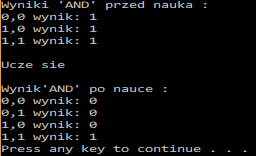 Wyniki 'AND' przed nauka :
0,0 wynik: 1
1,0 wynik: 1
1,1 wynik: 1
Ucze sie
Wynik'AND' po nauce :
0,0 wynik: 0
0,1 wynik: 0
1,0 wynik: 0
1,1 wynik: 1
Press any key to continue . . .